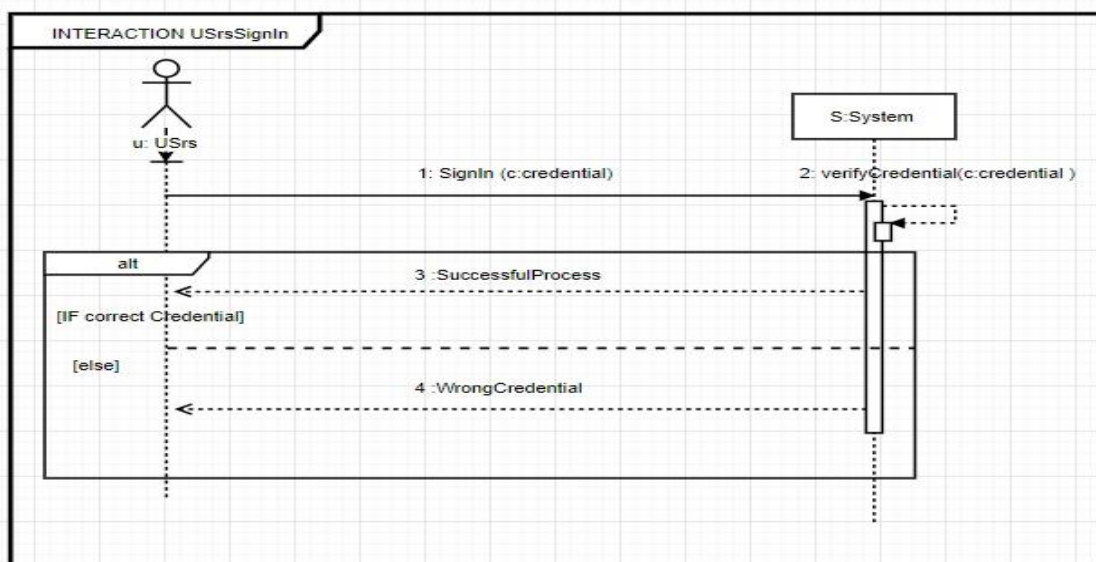 INTERACTION USrsSignIn
u: USrs
S:System
1: SignIn (c:credential)
2: verifyCredential(c:credential )
alt
3 :SuccessfulProcess
[IF correct Credential]
[else]
4 :WrongCredential